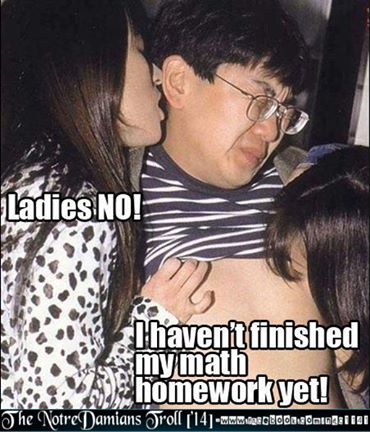 Ladies NO!
I haven't finished
my math
homework yet!
The NotreDamians Troll ['14]